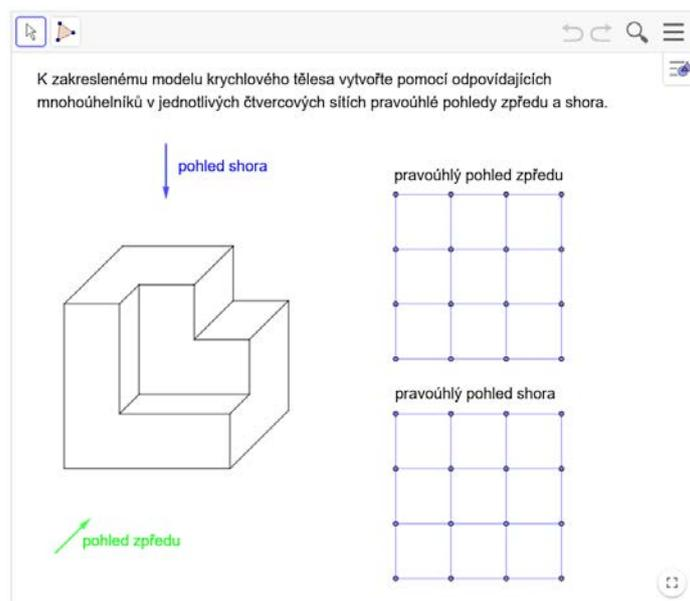 K zakreslenému modelu krychlového tělesa vytvořte pomocí odpovídajících
mnohoúhelníků v jednotlivých čtvercových sítích pravoúhlé pohledy zpředu a shora.
pohled shora
pravoúhlý pohled zpředu
pravoúhlý pohled shora
pohled zpředu